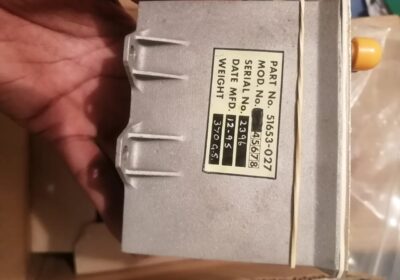 PART No. 51653-027
MOD. No. 45678
SERIAL No. 2396
DATE MFD. 12.95
WEIGHT 370 GS.